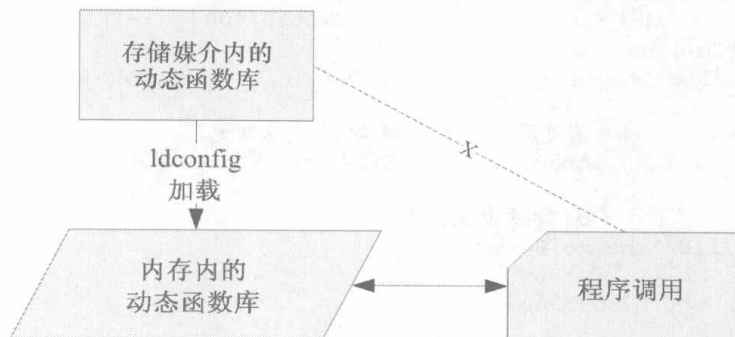 存储媒介内的
动态函数库
X
ldconfig
加载
内存内的
动态函数库
程序调用